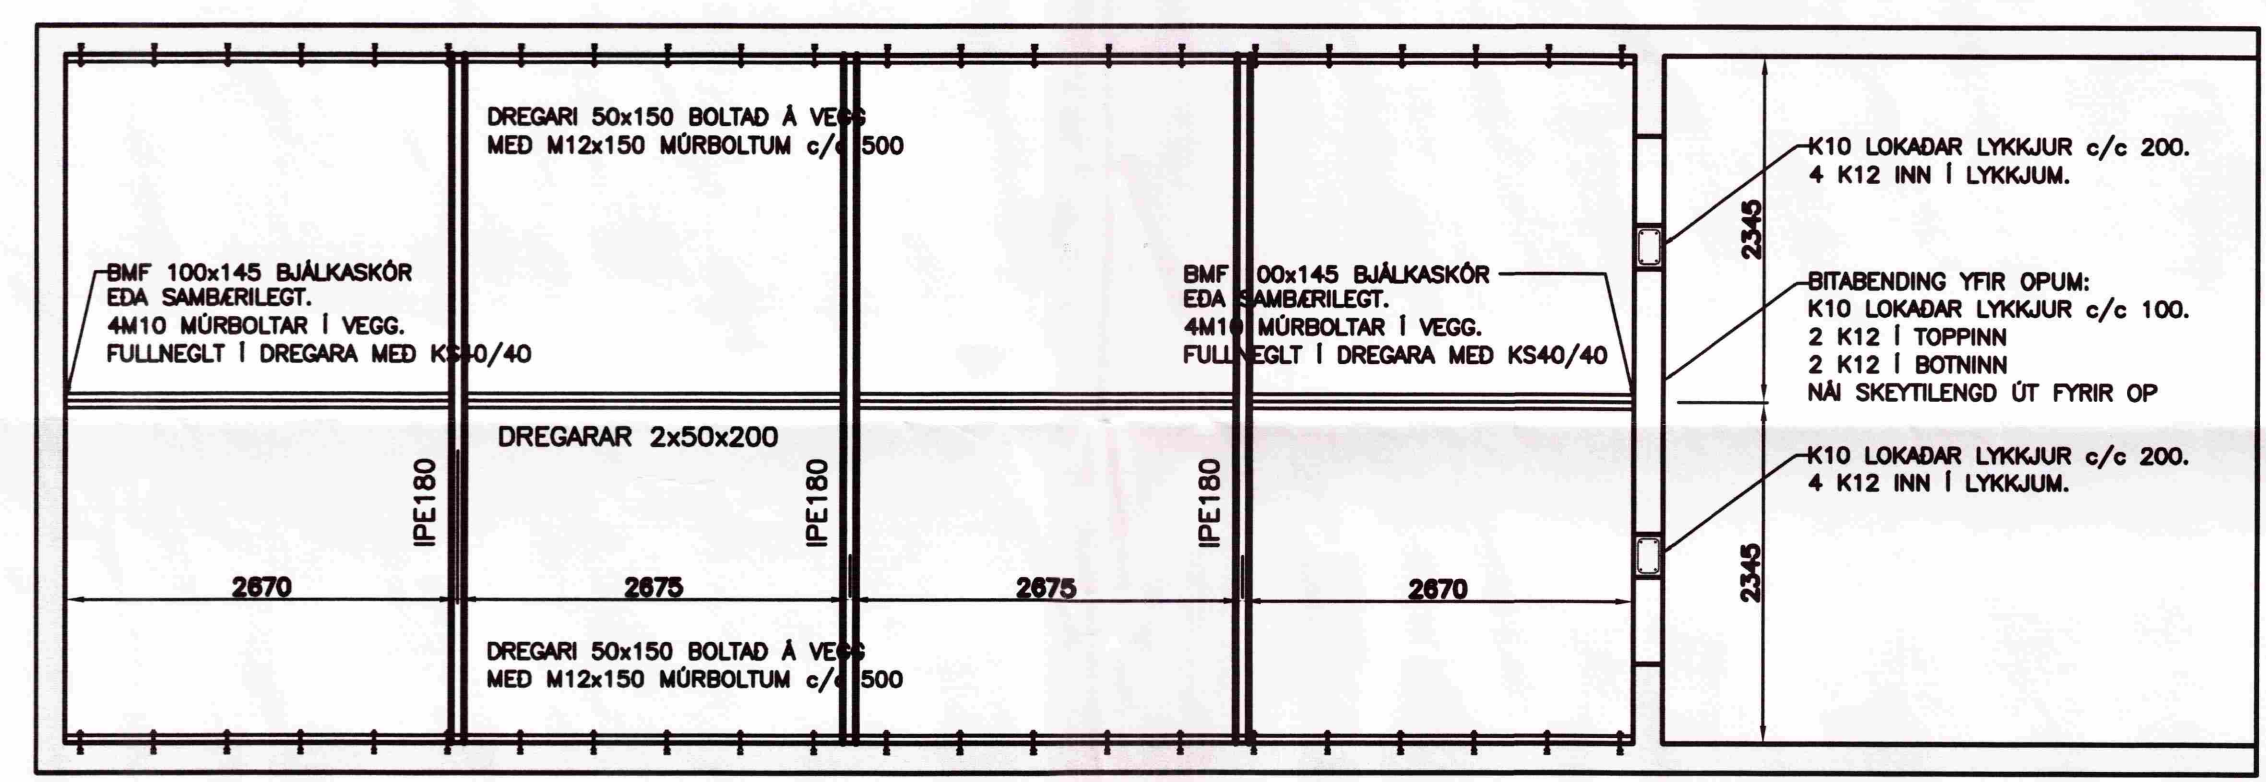 DREGARI 50x150 BOLTAÐ Á VEGG
MEÐ M12x150 MÚRBOLTUM c/c 500
BMF 100x145 BJÁLKASKÓR
EÐA SAMBÆRILEGT.
4M10 MÚRBOLTAR Í VEGG.
FULLNEGLT Í DREGARA MEÐ KS40/40
BMF 100x145 BJÁLKASKÓR
EÐA SAMBÆRILEGT.
4M10 MÚRBOLTAR Í VEGG.
FULLNEGLT Í DREGARA MEÐ KS40/40
DREGARAR 2x50x200
IPE180
IPE180
IPE180
2670
2675
2675
2670
DREGARI 50x150 BOLTAÐ Á VEGG
MEÐ M12x150 MÚRBOLTUM c/c 500
2345
2345
K10 LOKAÐAR LYKKJUR c/c 200.
4 K12 INN Í LYKKJUM.
BITABENDING YFIR OPUM:
K10 LOKAÐAR LYKKJUR c/c 100.
2 K12 Í TOPPINN
2 K12 Í BOTNINN
NÁI SKEYTILENGD ÚT FYRIR OP
K10 LOKAÐAR LYKKJUR c/c 200.
4 K12 INN Í LYKKJUM.